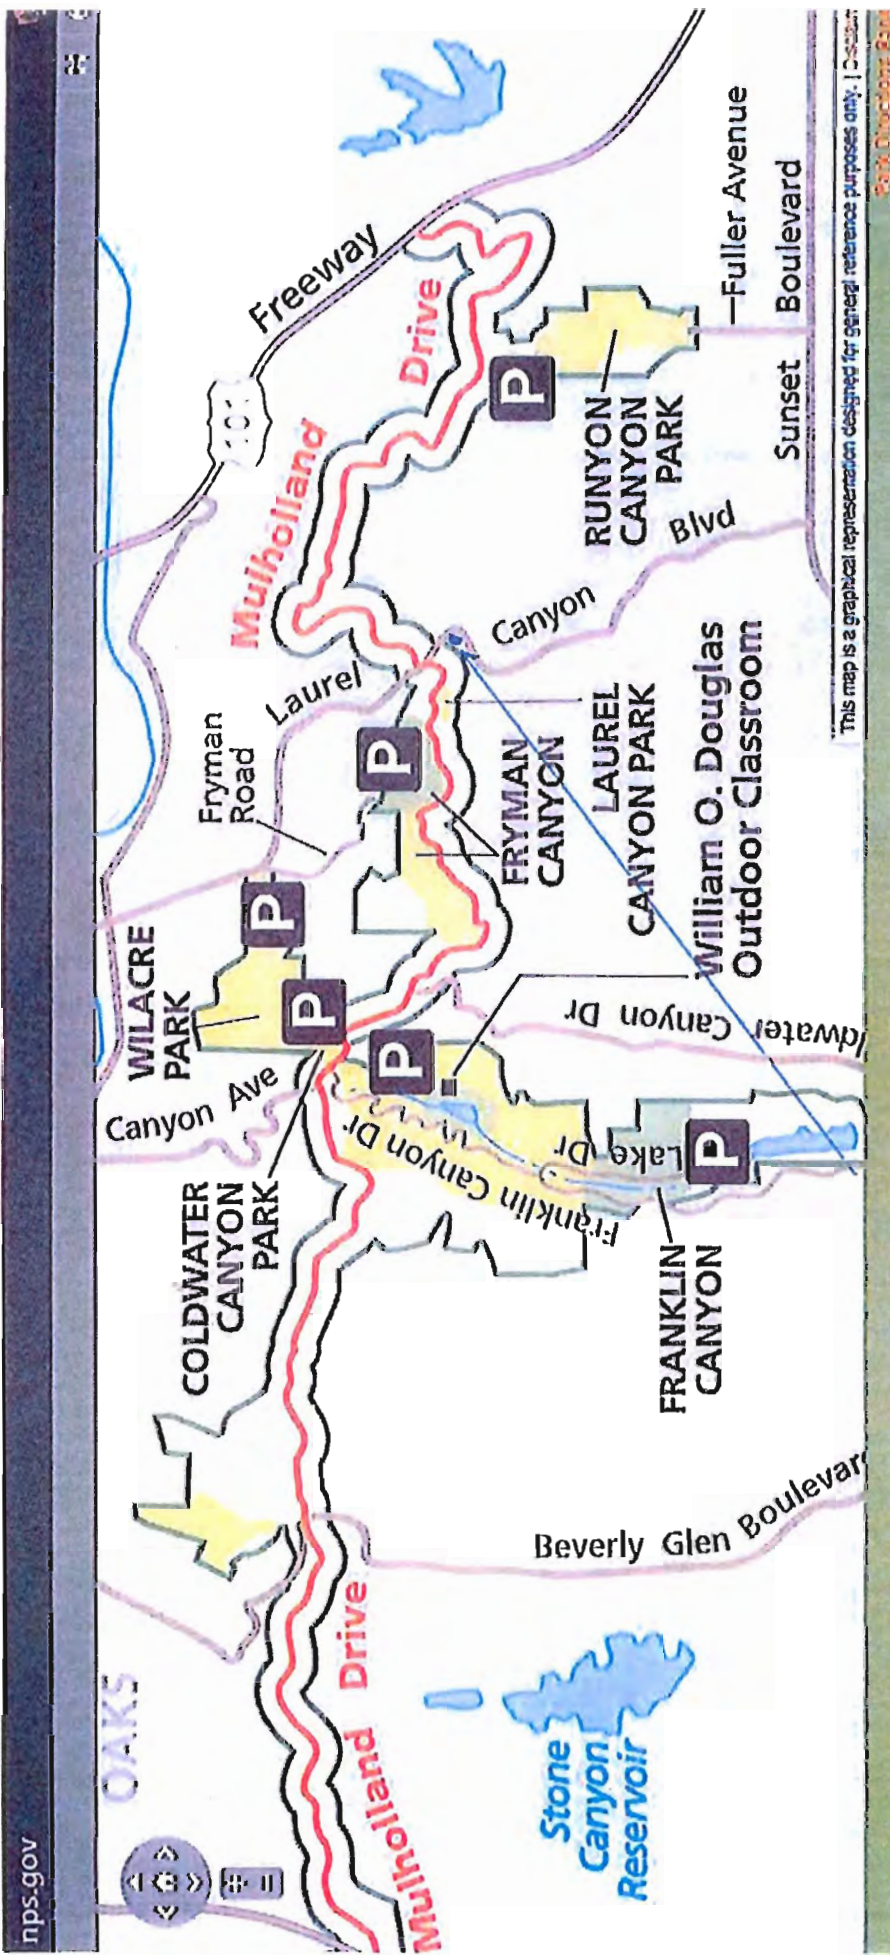 nps.gov
OAKS
Mulholland Drive
Stone
Canyon
Reservoir
Beverly Glen Boulevar
COLDWATER
CANYON
PARK
Canyon Ave
WILACRE
PARK
P
P
P
P
P
P
Franklin Canyon Dr
Lake Dr
FRANKLIN
CANYON
ldwater Canyon Dr
William O. Douglas
Outdoor Classroom
Fryman
Road
FRYMAN
CANYON
LAUREL
CANYON PARK
Laurel
Canyon
Blvd
Mulholland
Drive
101
Freeway
RUNYON
CANYON
PARK
Fuller Avenue
Sunset Boulevard
This map is a graphical representation designed for general reference purposes only. |